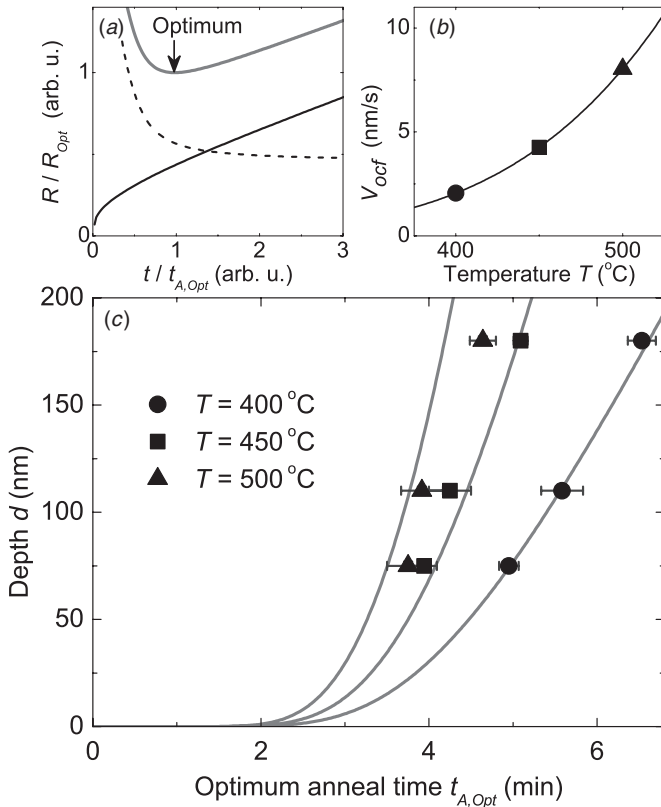 (a)
Optimum
1
R / R_Opt (arb. u.)
0 1 2 3
t / t_A,Opt (arb. u.)
(b)
10
5
0
V_ocf (nm/s)
400 500
Temperature T (°C)
(c)
200
150
100
50
0
Depth d (nm)
T = 400 °C
T = 450 °C
T = 500 °C
0 2 4 6
Optimum anneal time t_A,Opt (min)